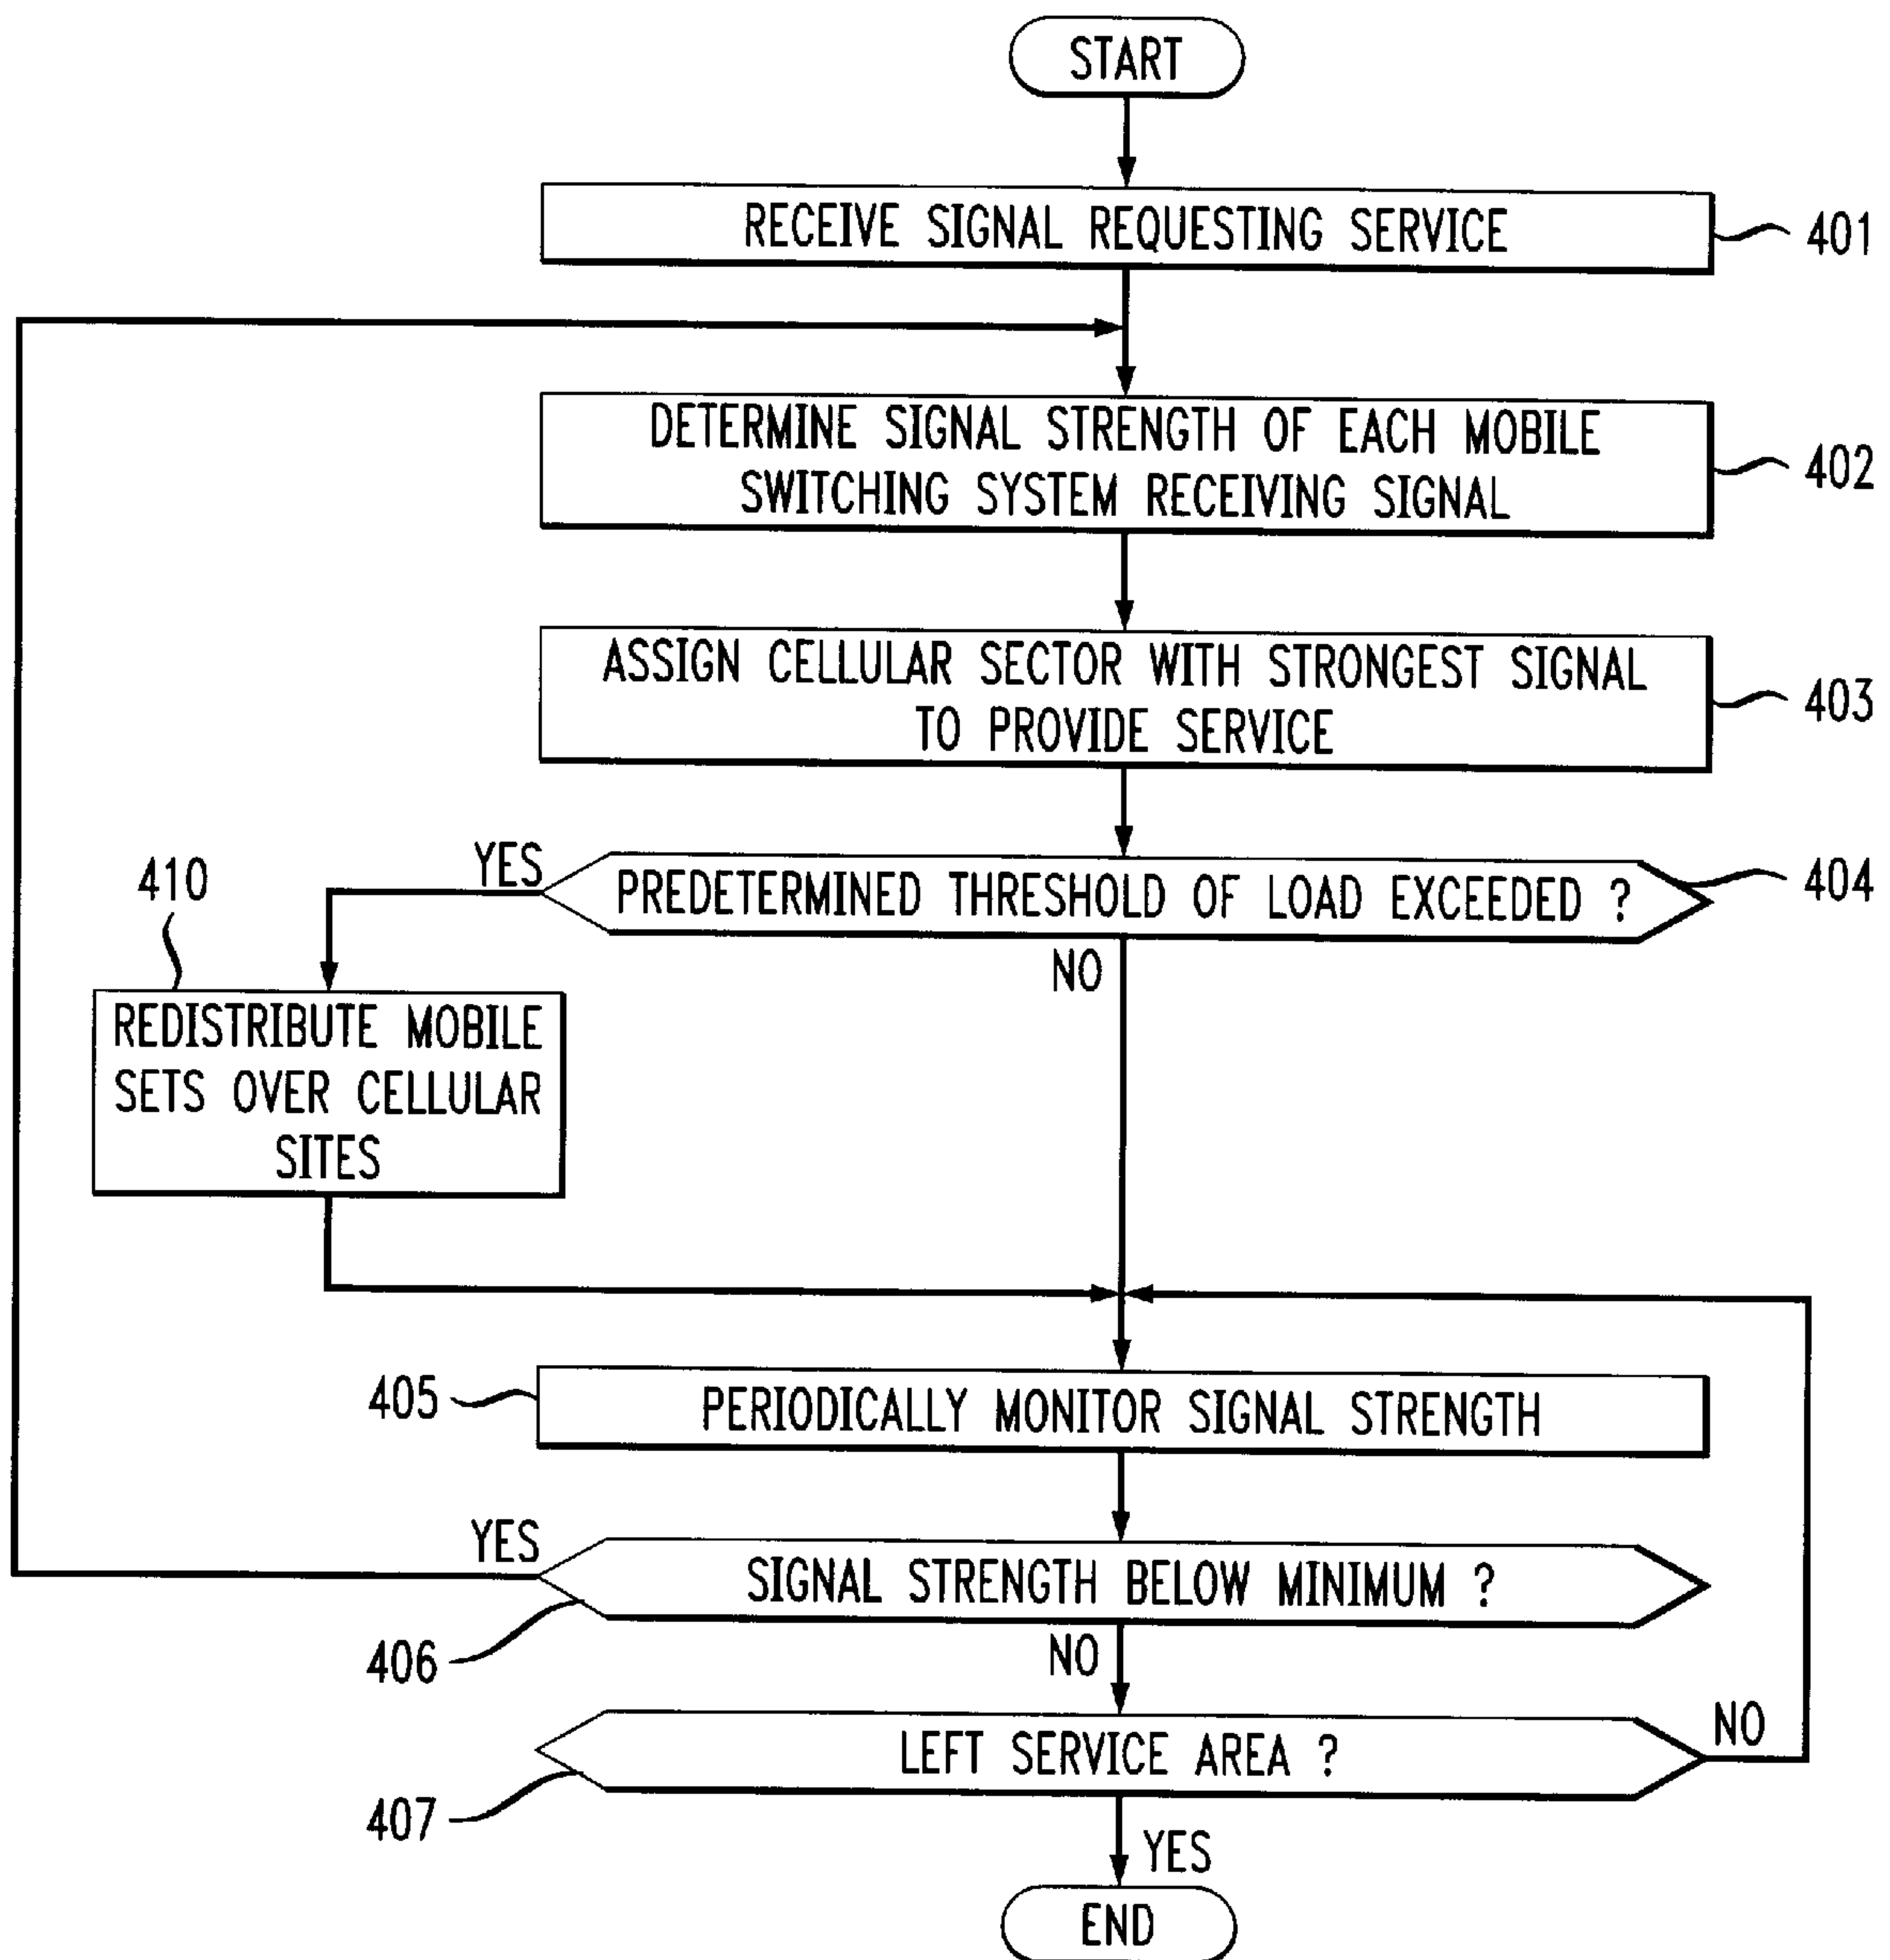 START
RECEIVE SIGNAL REQUESTING SERVICE
401
DETERMINE SIGNAL STRENGTH OF EACH MOBILE
SWITCHING SYSTEM RECEIVING SIGNAL
402
ASSIGN CELLULAR SECTOR WITH STRONGEST SIGNAL
TO PROVIDE SERVICE
403
YES
PREDETERMINED THRESHOLD OF LOAD EXCEEDED ?
404
410
NO
REDISTRIBUTE MOBILE
SETS OVER CELLULAR
SITES
405
PERIODICALLY MONITOR SIGNAL STRENGTH
YES
SIGNAL STRENGTH BELOW MINIMUM ?
406
NO
LEFT SERVICE AREA ?
NO
407
YES
END